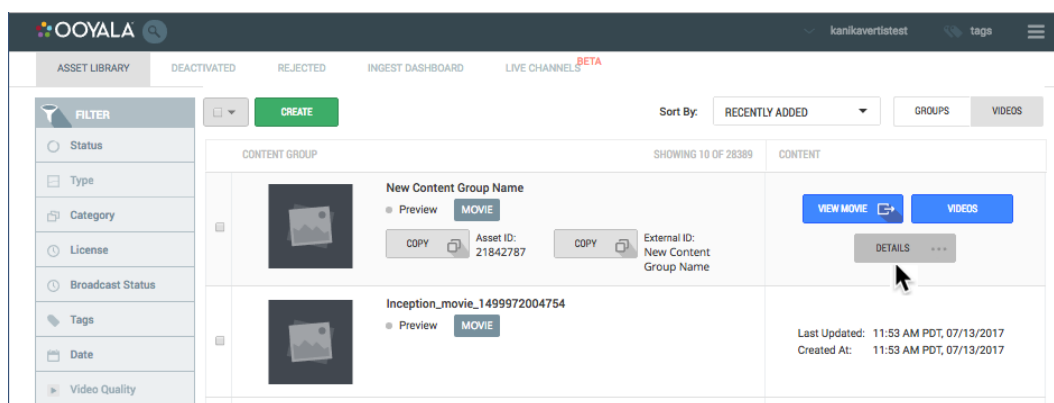 OOYALA
kanikavertistest
tags
ASSET LIBRARY
DEACTIVATED
REJECTED
INGEST DASHBOARD
LIVE CHANNELS BETA
FILTER
CREATE
Sort By:
RECENTLY ADDED
GROUPS
VIDEOS
Status
Type
Category
License
Broadcast Status
Tags
Date
Video Quality
CONTENT GROUP
SHOWING 10 OF 28389
CONTENT
New Content Group Name
Preview
MOVIE
COPY
Asset ID:
21842787
COPY
External ID:
New Content
Group Name
VIEW MOVIE
VIDEOS
DETAILS
Inception_movie_1499972004754
Preview
MOVIE
Last Updated: 11:53 AM PDT, 07/13/2017
Created At: 11:53 AM PDT, 07/13/2017